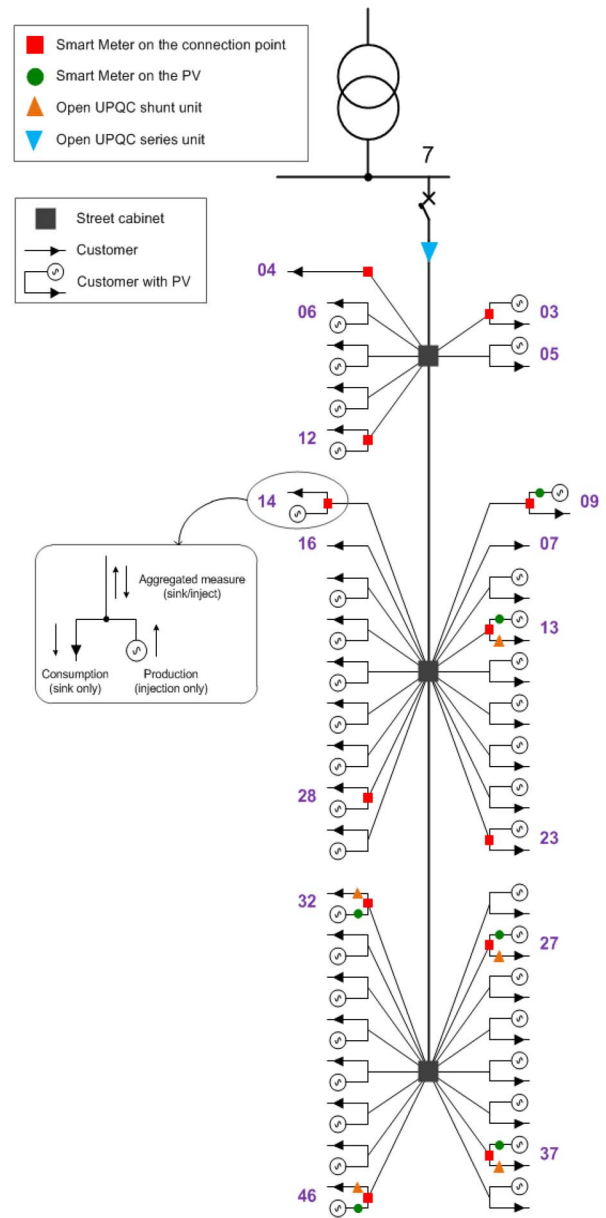 Smart Meter on the connection point
Smart Meter on the PV
Open UPQC shunt unit
Open UPQC series unit
7
Street cabinet
Customer
Customer with PV
04
06
03
05
12
14
09
16
07
Aggregated measure
(sink/inject)
Consumption
(sink only)
Production
(injection only)
13
28
23
32
27
37
46